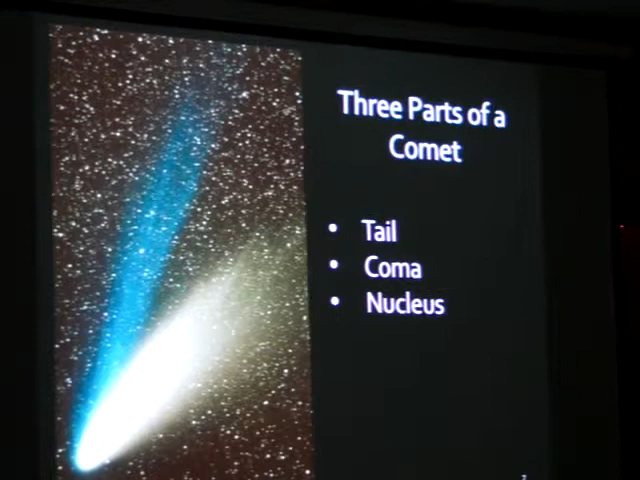 Three Parts of a
Comet
• Tail
• Coma
• Nucleus